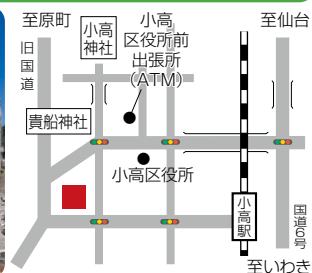 至原町
小高
神社
小高
区役所前
出張所
(ATM)
至仙台
旧国道
貴船神社
小高区役所
小高駅
国道6号
至いわき